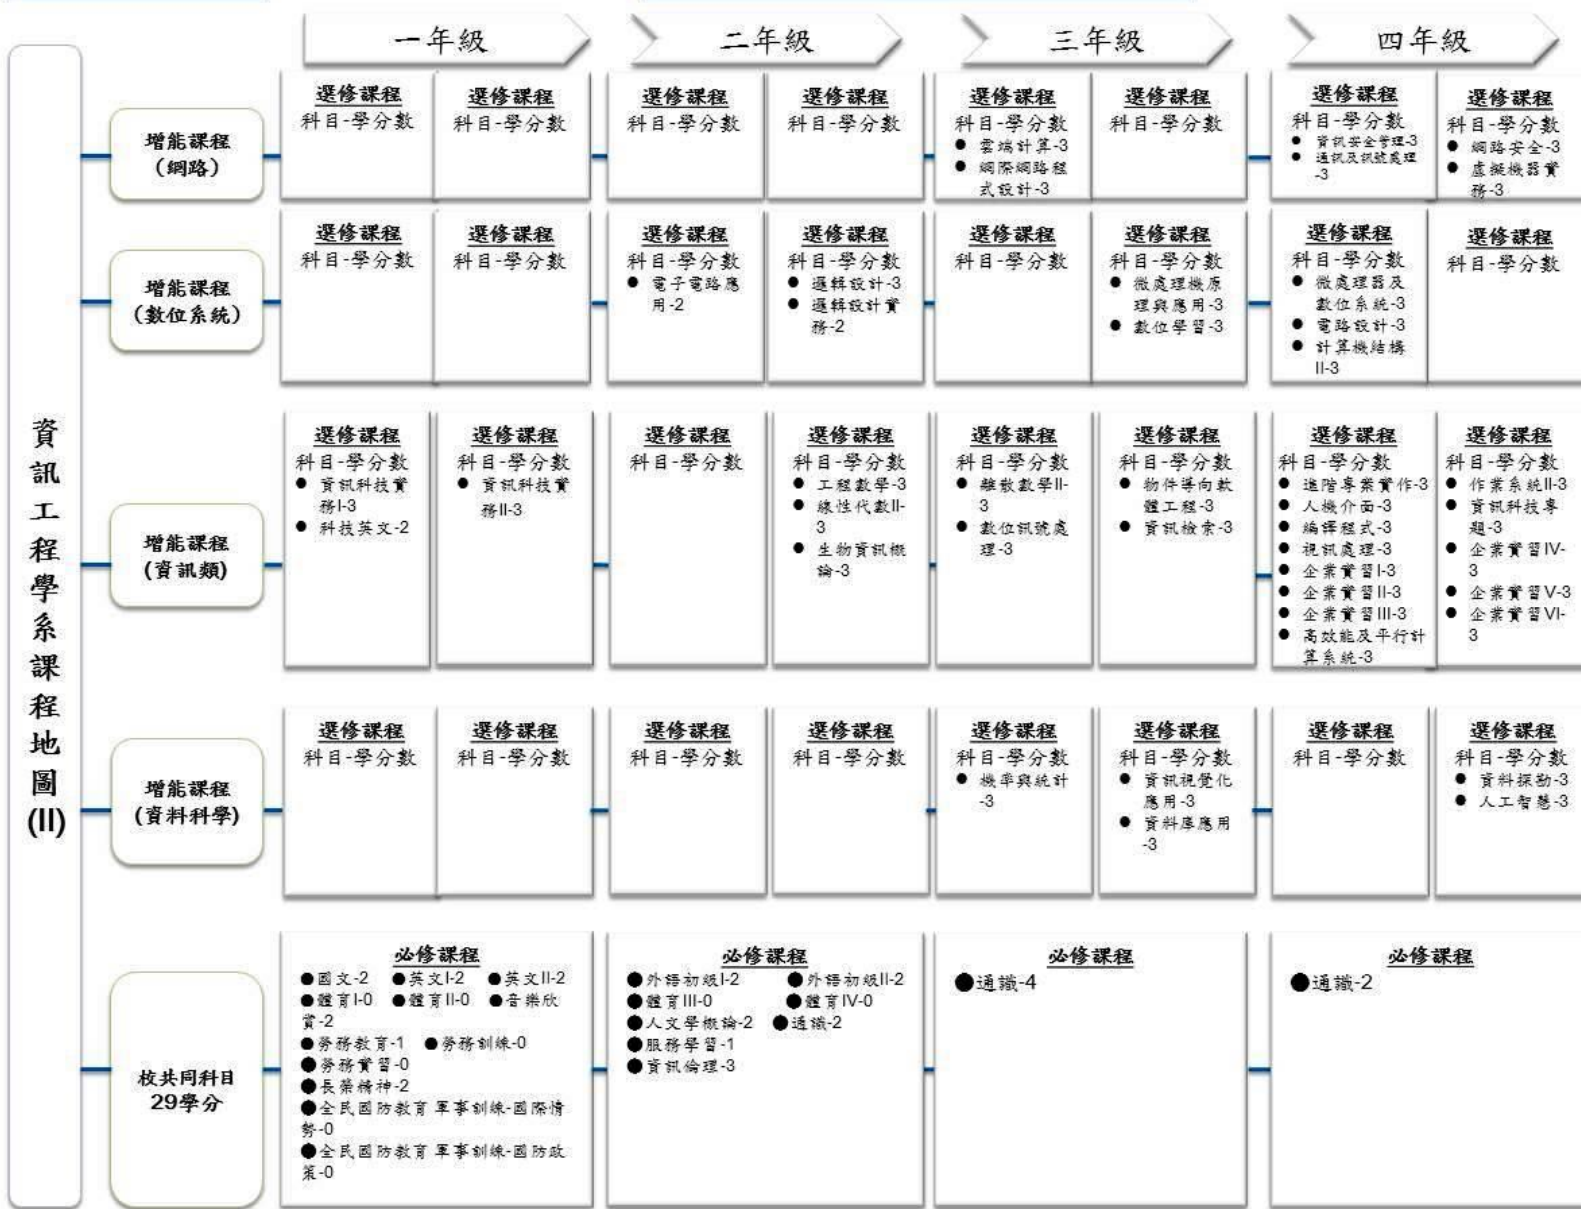 資訊工程學系課程地圖(II)
一年級
二年級
三年級
四年級
增能課程
(網路)
選修課程
科目-學分數
選修課程
科目-學分數
選修課程
科目-學分數
選修課程
科目-學分數
選修課程
科目-學分數
● 雲端計算-3
● 網際網路程
式設計-3
選修課程
科目-學分數
選修課程
科目-學分數
● 資訊安全管理-3
● 通訊及訊號處理
-3
選修課程
科目-學分數
● 網路安全-3
● 虛擬機器實
務-3
增能課程
(數位系統)
選修課程
科目-學分數
選修課程
科目-學分數
選修課程
科目-學分數
● 電子電路應
用-2
選修課程
科目-學分數
● 邏輯設計-3
● 邏輯設計實
務-2
選修課程
科目-學分數
選修課程
科目-學分數
● 微處理機原
理與應用-3
● 數位學習-3
選修課程
科目-學分數
● 微處理器及
數位系統-3
● 電路設計-3
● 計算機結構
II-3
選修課程
科目-學分數
增能課程
(資訊類)
選修課程
科目-學分數
● 資訊科技實
務I-3
● 科技英文-2
選修課程
科目-學分數
● 資訊科技實
務II-3
選修課程
科目-學分數
選修課程
科目-學分數
● 工程數學-3
● 線性代數II-
3
● 生物資訊概
論-3
選修課程
科目-學分數
● 離散數學II-
3
● 數位訊號處
理-3
選修課程
科目-學分數
● 物件導向軟
體工程-3
● 資訊檢索-3
選修課程
科目-學分數
● 進階專業實作-3
● 人機介面-3
● 編譯程式-3
● 視訊處理-3
● 企業實習I-3
● 企業實習II-3
● 企業實習III-3
● 高效能及平行計
算系統-3
選修課程
科目-學分數
● 作業系統II-3
● 資訊科技專
題-3
● 企業實習IV-
3
● 企業實習V-3
● 企業實習VI-
3
增能課程
(資料科學)
選修課程
科目-學分數
選修課程
科目-學分數
選修課程
科目-學分數
選修課程
科目-學分數
選修課程
科目-學分數
● 機率與統計
-3
選修課程
科目-學分數
● 資訊視覺化
應用-3
● 資料庫應用
-3
選修課程
科目-學分數
選修課程
科目-學分數
● 資料探勘-3
● 人工智慧-3
校共同科目
29學分
必修課程
●國文-2 ●英文I-2 ●英文II-2
●體育I-0 ●體育II-0 ●音樂欣
賞-2
●勞務教育-1 ●勞務訓練-0
●勞務實習-0
●長榮精神-2
●全民國防教育軍事訓練-國際情
勢-0
●全民國防教育軍事訓練-國防政
策-0
必修課程
●外語初級I-2 ●外語初級II-2
●體育III-0 ●體育IV-0
●人文學概論-2 ●通識-2
●服務學習-1
●資訊倫理-3
必修課程
●通識-4
必修課程
●通識-2